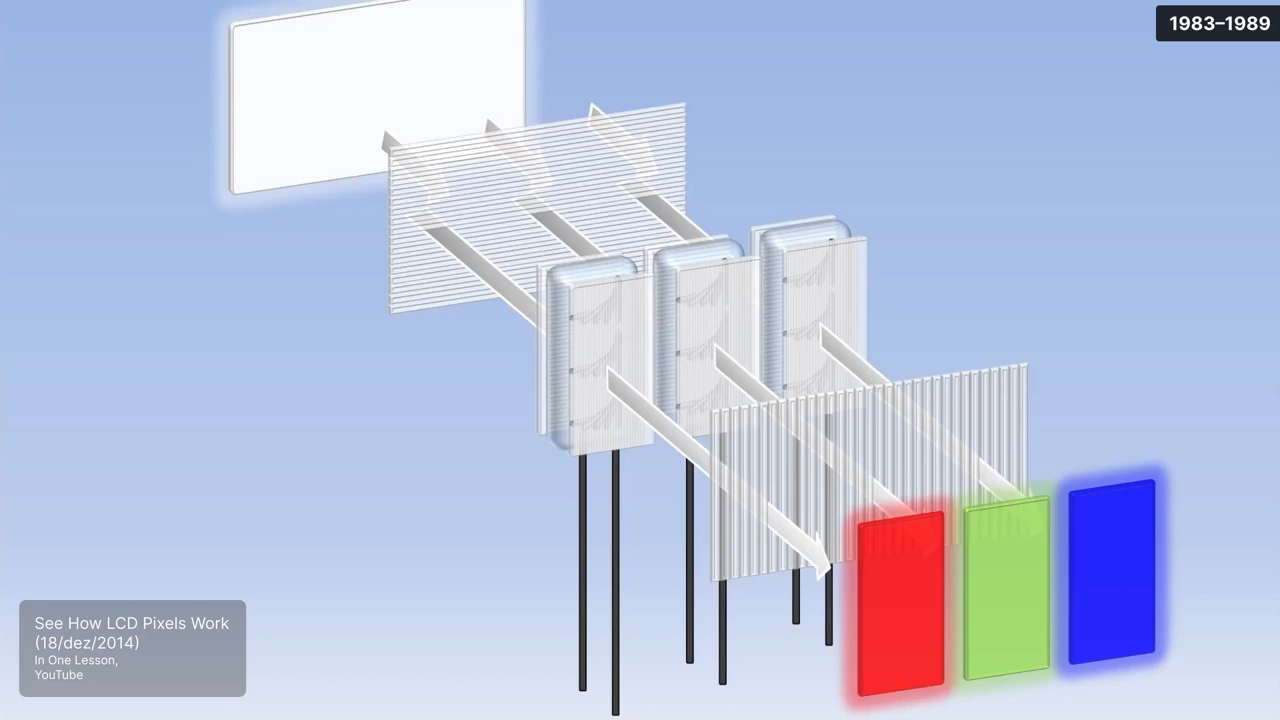 1983–1989
See How LCD Pixels Work
(18/dez/2014)
In One Lesson,
YouTube